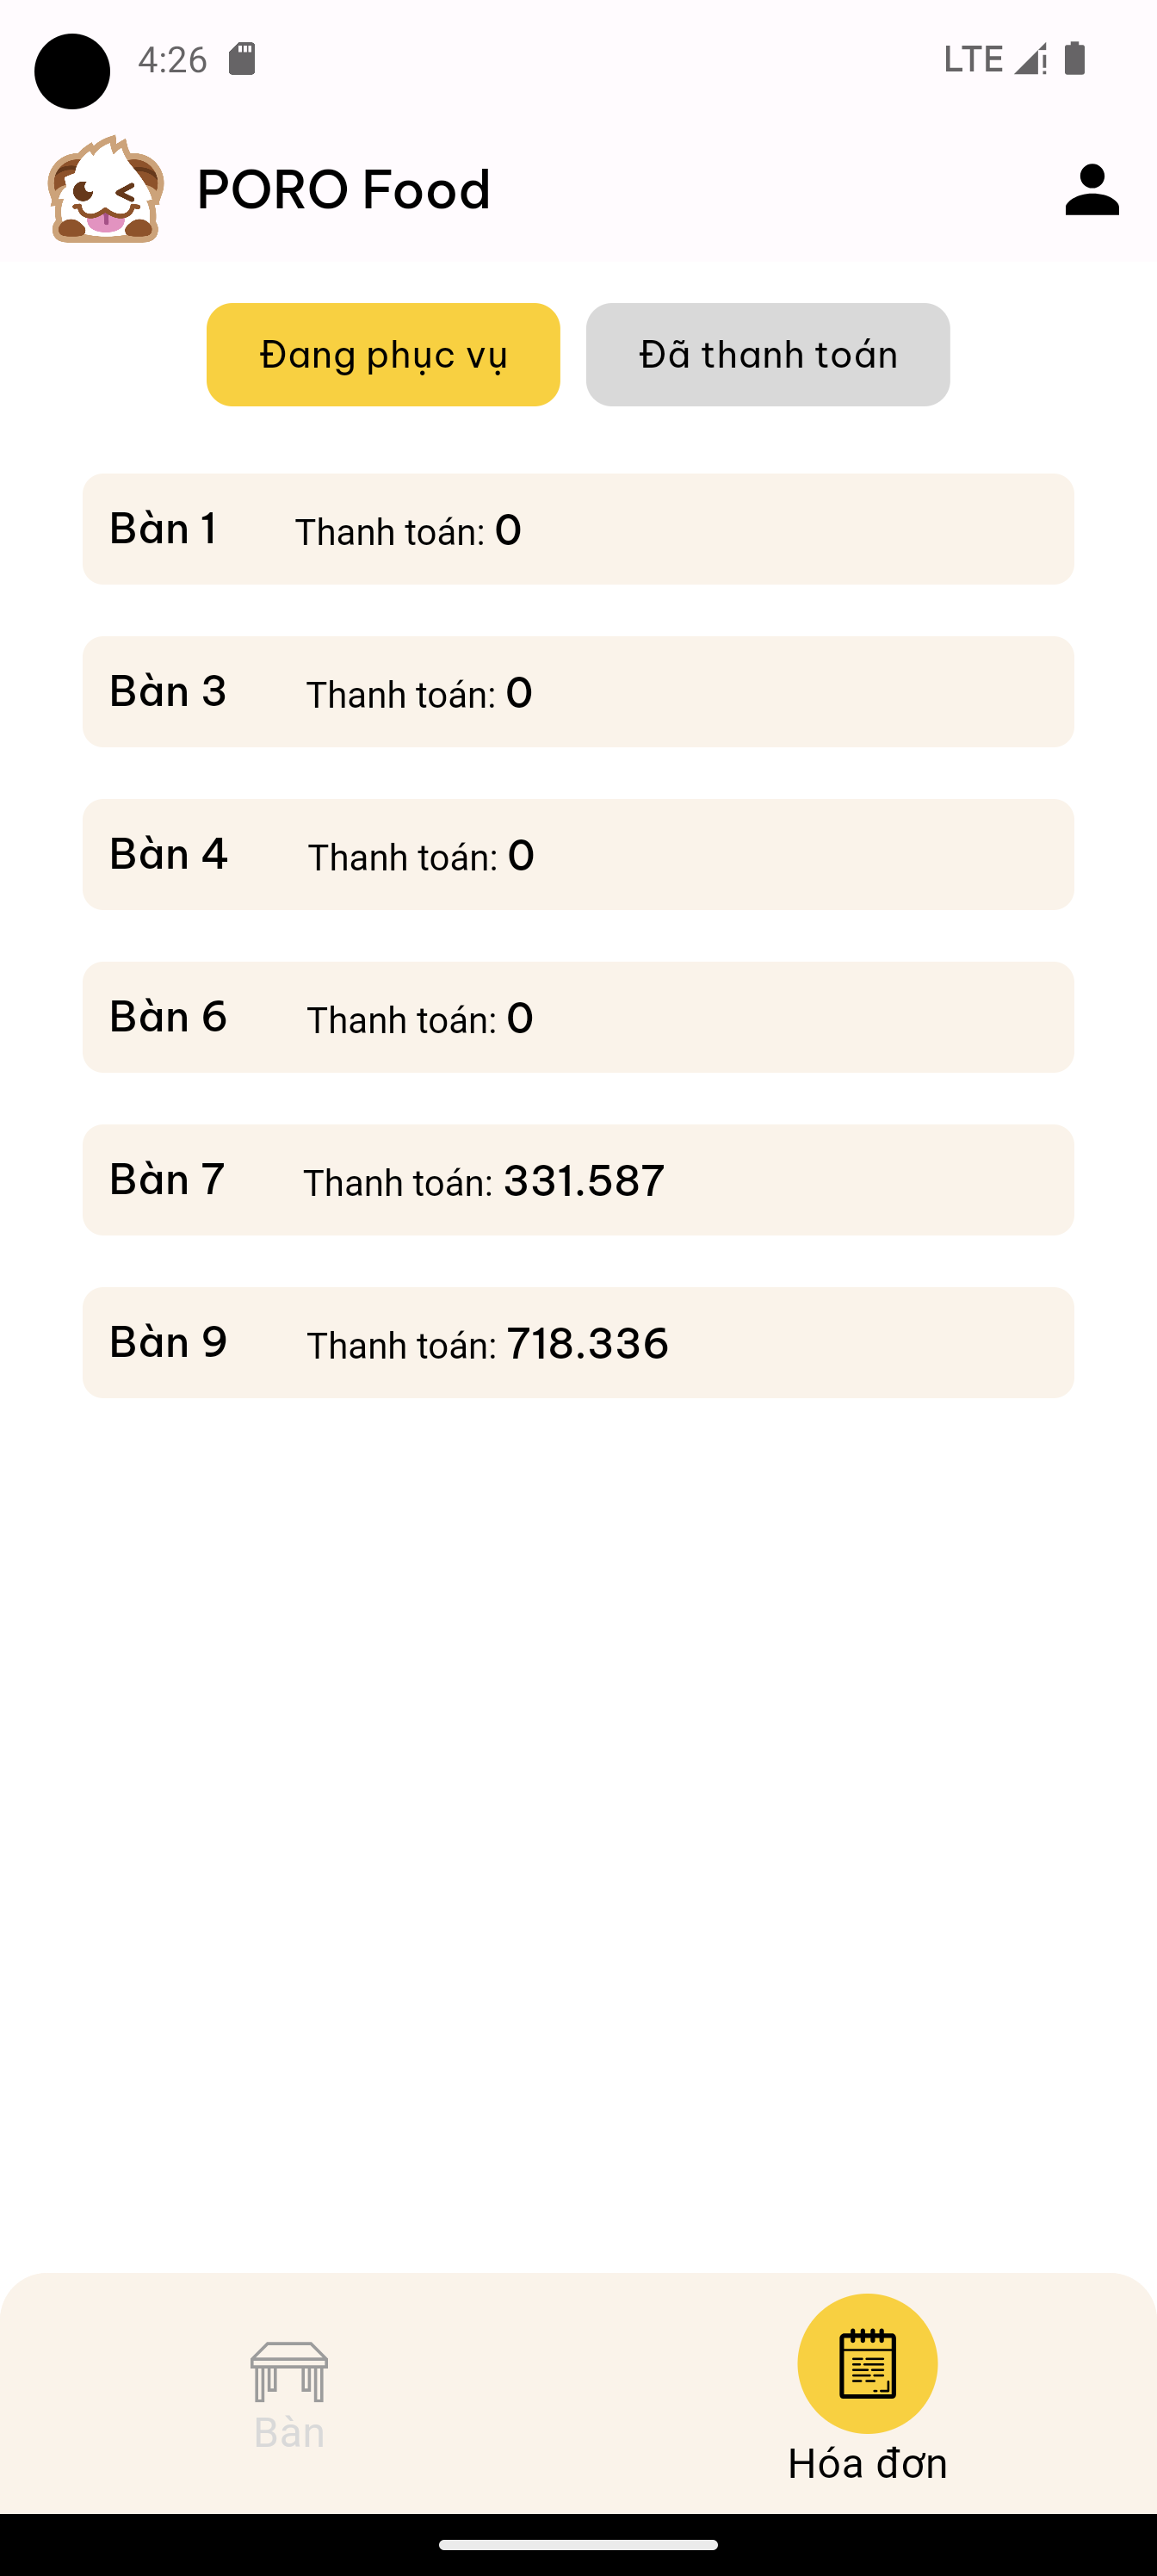 4:26 LTE
PORO Food
Đang phục vụ Đã thanh toán
Bàn 1 Thanh toán: 0
Bàn 3 Thanh toán: 0
Bàn 4 Thanh toán: 0
Bàn 6 Thanh toán: 0
Bàn 7 Thanh toán: 331.587
Bàn 9 Thanh toán: 718.336
Bàn
Hóa đơn